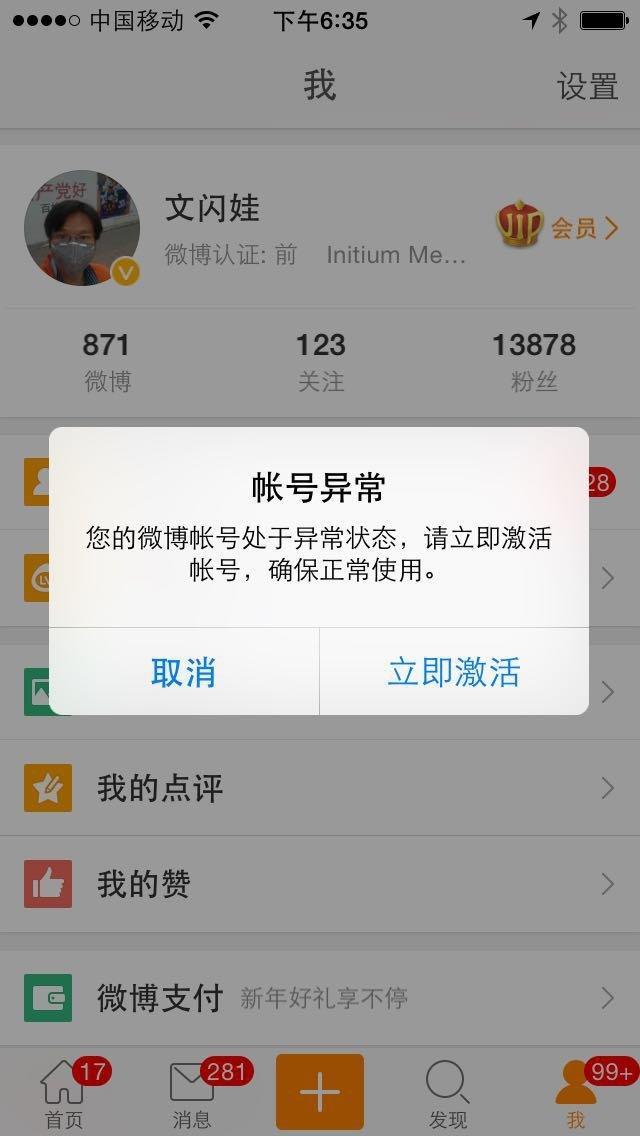 中国移动 下午6:35
我 设置
产党好
文闪娃
VIP 会员
微博认证: 前 Initium Me...
V
871 123 13878
微博 关注 粉丝
帐号异常
28
您的微博帐号处于异常状态，请立即激活
帐号，确保正常使用。
LV
取消 立即激活
我的点评
我的赞
微博支付 新年好礼享不停
17 281 99+
首页 消息 发现 我